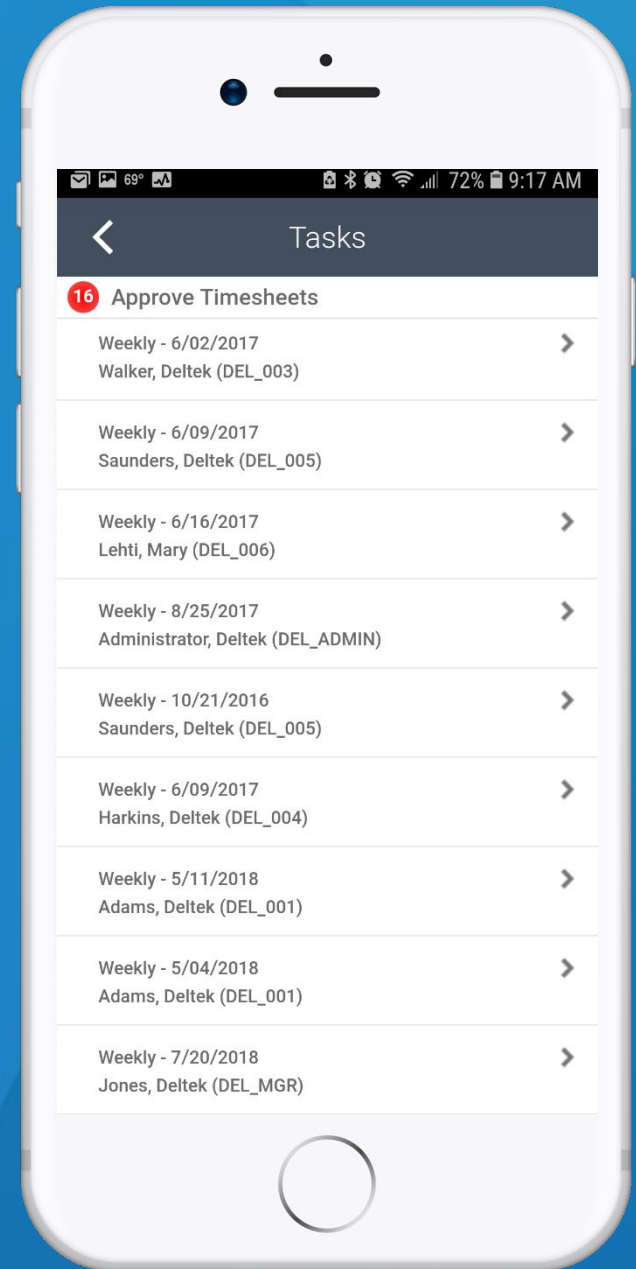 69° 72% 9:17 AM
Tasks
16 Approve Timesheets
Weekly - 6/02/2017
Walker, Deltek (DEL_003)
Weekly - 6/09/2017
Saunders, Deltek (DEL_005)
Weekly - 6/16/2017
Lehti, Mary (DEL_006)
Weekly - 8/25/2017
Administrator, Deltek (DEL_ADMIN)
Weekly - 10/21/2016
Saunders, Deltek (DEL_005)
Weekly - 6/09/2017
Harkins, Deltek (DEL_004)
Weekly - 5/11/2018
Adams, Deltek (DEL_001)
Weekly - 5/04/2018
Adams, Deltek (DEL_001)
Weekly - 7/20/2018
Jones, Deltek (DEL_MGR)